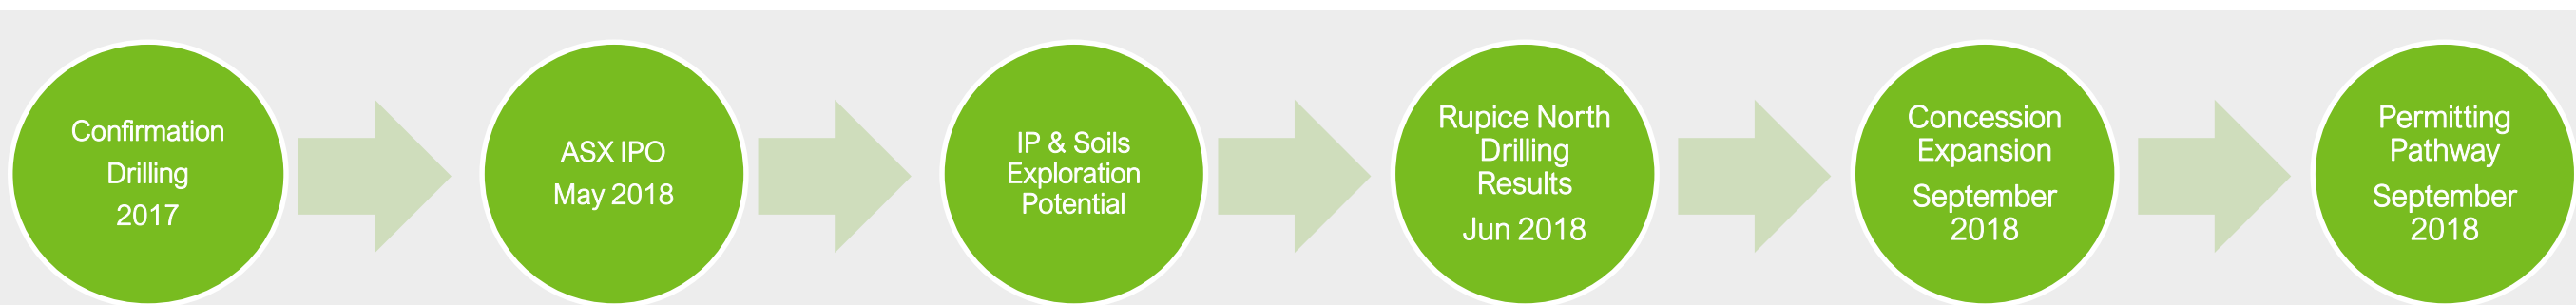 Confirmation
Drilling
2017
ASX IPO
May 2018
IP & Soils
Exploration
Potential
Rupice North
Drilling
Results
Jun 2018
Concession
Expansion
September
2018
Permitting
Pathway
September
2018